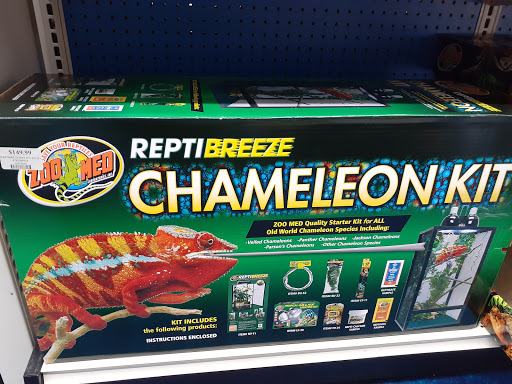 $149.99
ZOO MED
REPTIBREEZE
CHAMELEON KIT
ZOO MED Quality Starter Kit for ALL
Old World Chameleon Species Including:
-Veiled Chameleons -Panther Chameleons -Jackson Chameleons
-Parson's Chameleons -Other Chameleon Species
REPTIBREEZE
KIT INCLUDES
the following products:
INSTRUCTIONS ENCLOSED